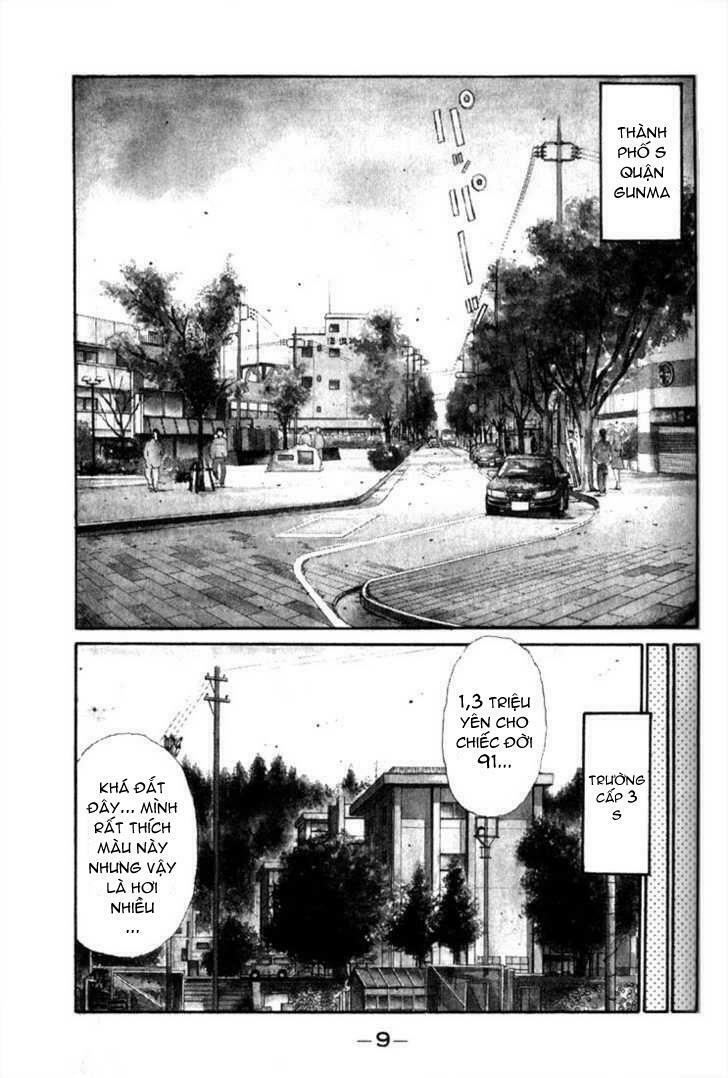 THÀNH
PHỐ S
QUẬN
GUNMA
1,3 TRIỆU
YÊN CHO
CHIẾC ĐỜI
91...
TRƯỜNG
CẤP 3
S
KHÁ ĐẮT
ĐÂY... MÌNH
RẤT THÍCH
MÀU NÀY
NHƯNG VẬY
LÀ HƠI
NHIỀU
...
—9—